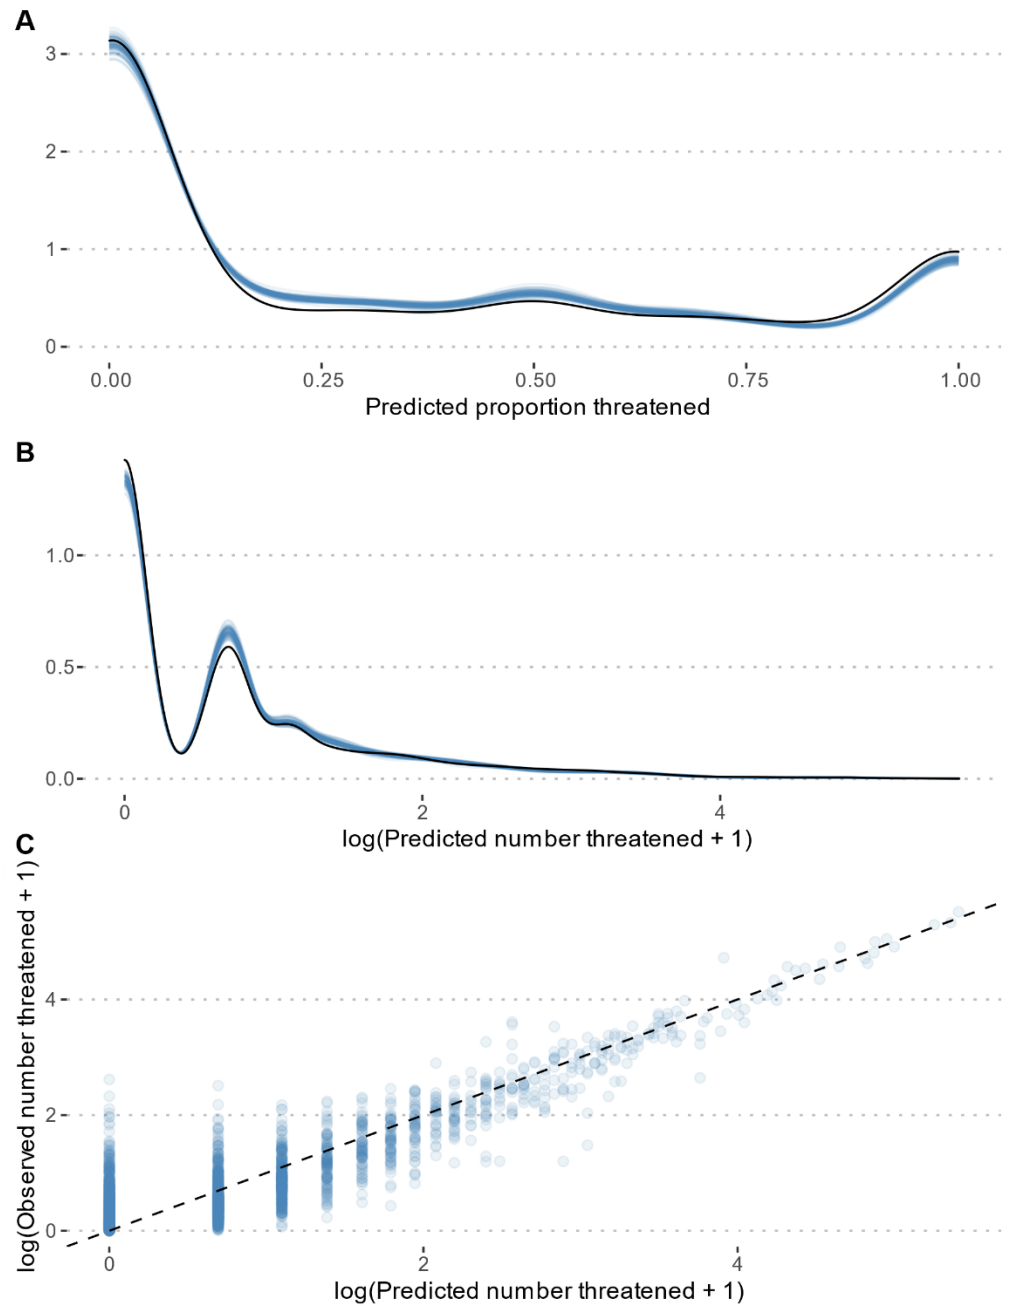 A
3
2
1
0
0.00 0.25 0.50 0.75 1.00
Predicted proportion threatened
B
1.0
0.5
0.0
0 2 4
log(Predicted number threatened + 1)
C
log(Observed number threatened + 1)
4
2
0
0 2 4
log(Predicted number threatened + 1)